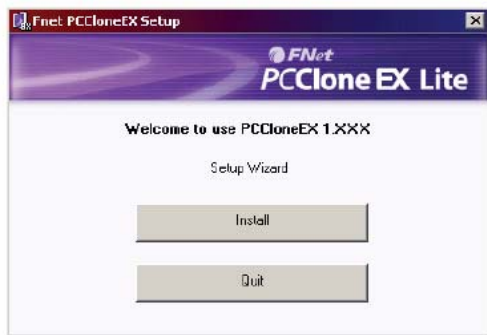 Fnet PCCloneEX Setup
FNet
PCClone EX Lite
Welcome to use PCCloneEX 1.XXX
Setup Wizard
Install
Quit